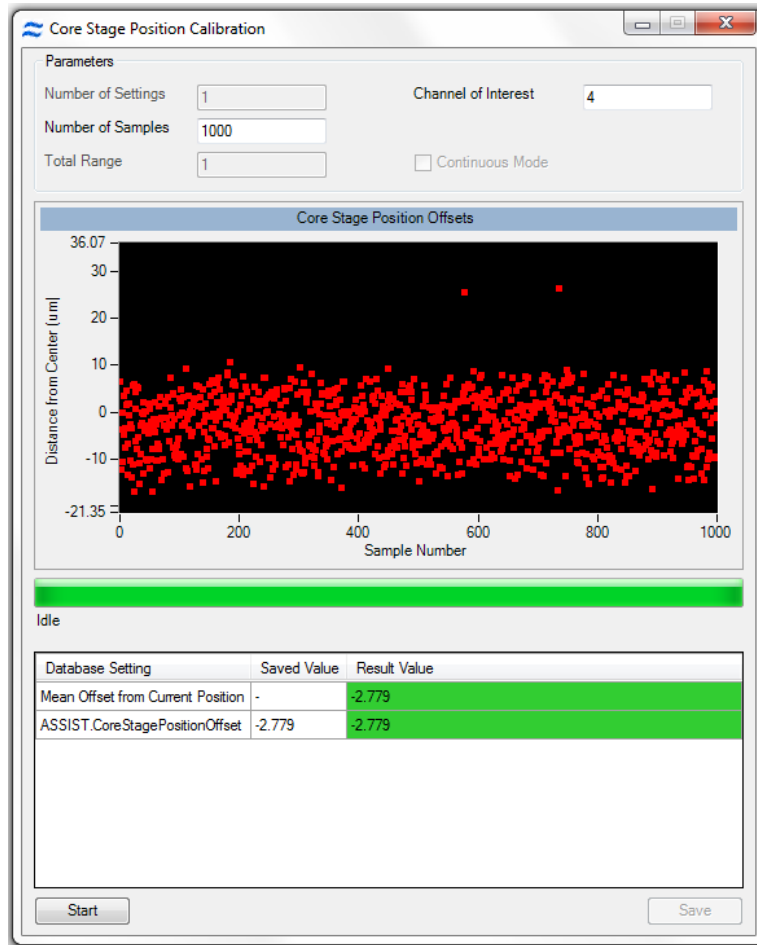 Core Stage Position Calibration
Parameters
Number of Settings 1 Channel of Interest 4
Number of Samples 1000
Total Range 1 Continuous Mode
Core Stage Position Offsets
Distance from Center (um)
36.07
30
20
10
0
-10
-21.35
0 200 400 600 800 1000
Sample Number
Idle
Database Setting Saved Value Result Value
Mean Offset from Current Position - -2.779
ASSIST.CoreStagePositionOffset -2.779 -2.779
Start Save